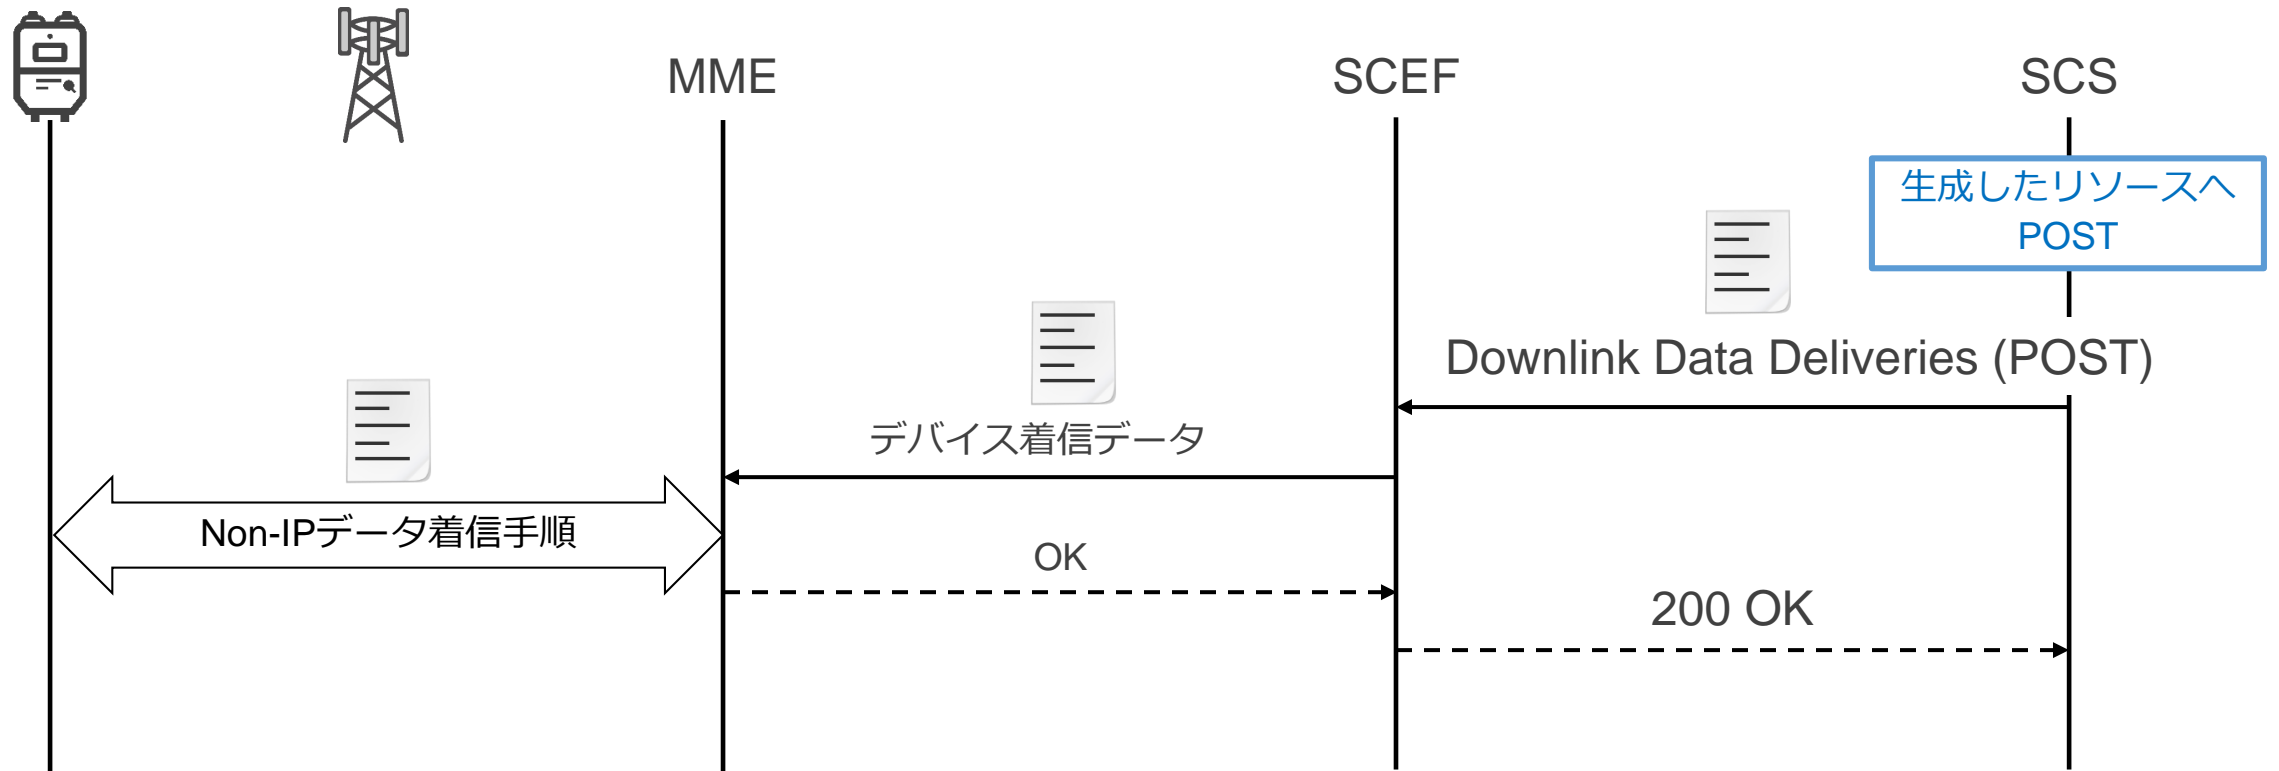 MME
SCEF
SCS
生成したリソースへ
POST
Downlink Data Deliveries (POST)
デバイス着信データ
Non-IPデータ着信手順
OK
200 OK